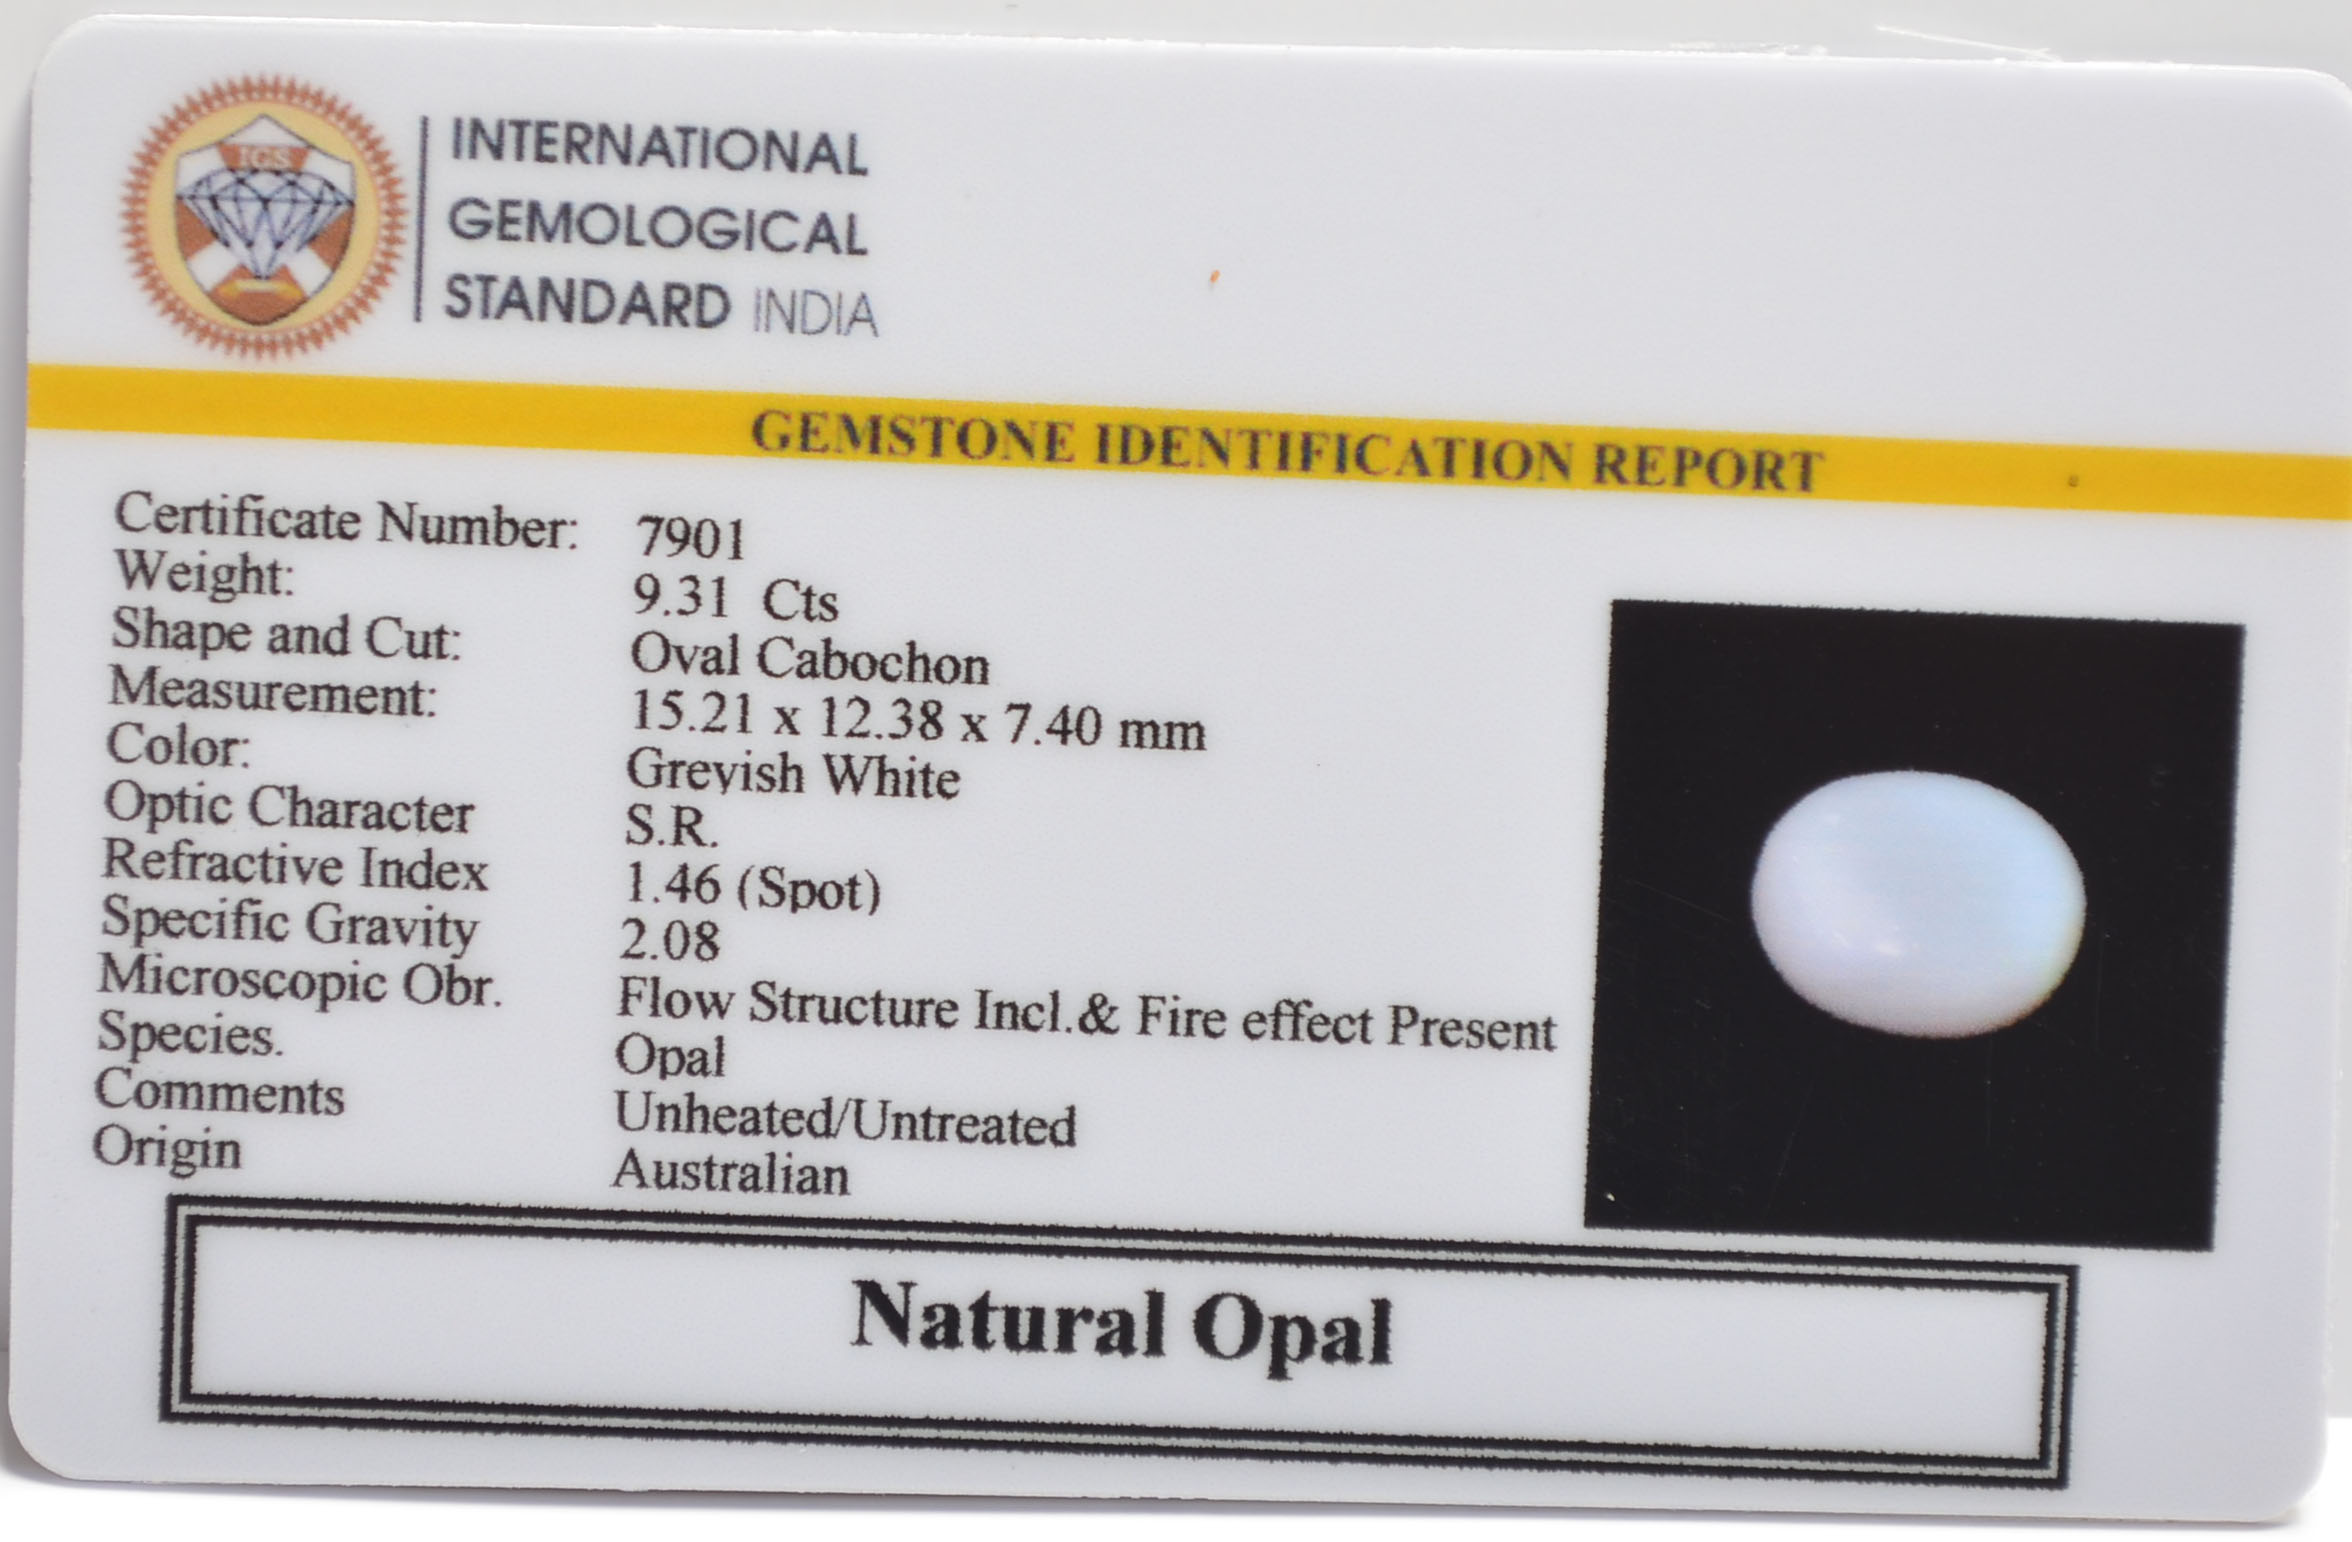 IGS
INTERNATIONAL
GEMOLOGICAL
STANDARD INDIA
GEMSTONE IDENTIFICATION REPORT
Certificate Number: 7901
Weight: 9.31 Cts
Shape and Cut: Oval Cabochon
Measurement: 15.21 x 12.38 x 7.40 mm
Color: Greyish White
Optic Character S.R.
Refractive Index 1.46 (Spot)
Specific Gravity 2.08
Microscopic Obr. Flow Structure Incl.& Fire effect Present
Species. Opal
Comments Unheated/Untreated
Origin Australian
Natural Opal